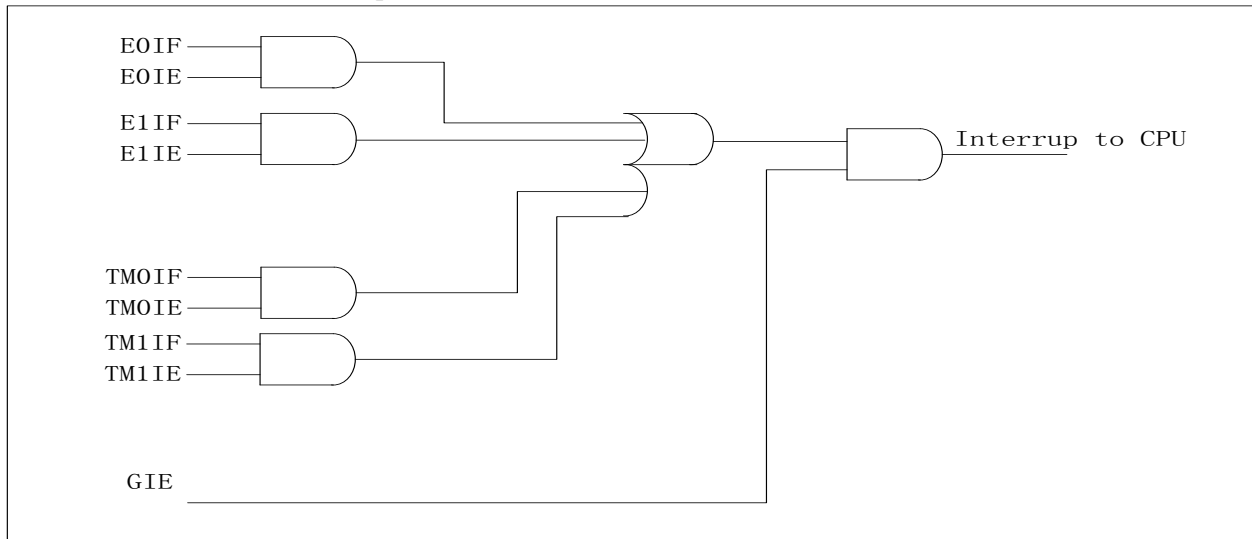 E0IF
E0IE
E1IF
E1IE
Interrup to CPU
TM0IF
TM0IE
TM1IF
TM1IE
GIE